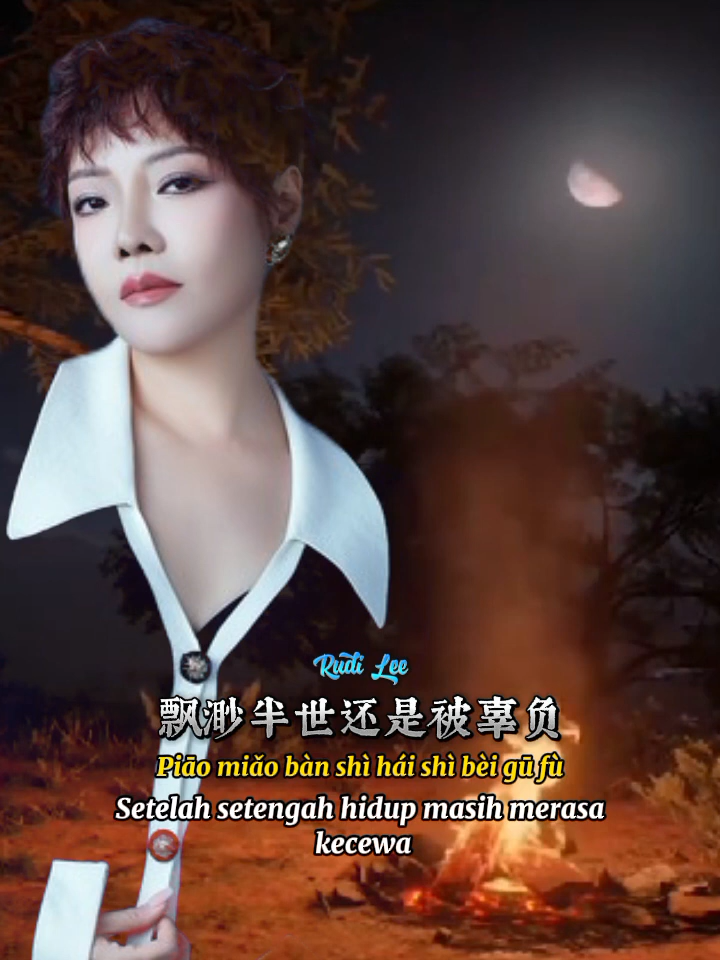 Rudi Lee
飘渺半世还是被辜负
Piāo miǎo bàn shì hái shì bèi gū fù
Setelah setengah hidup masih merasa
kecewa